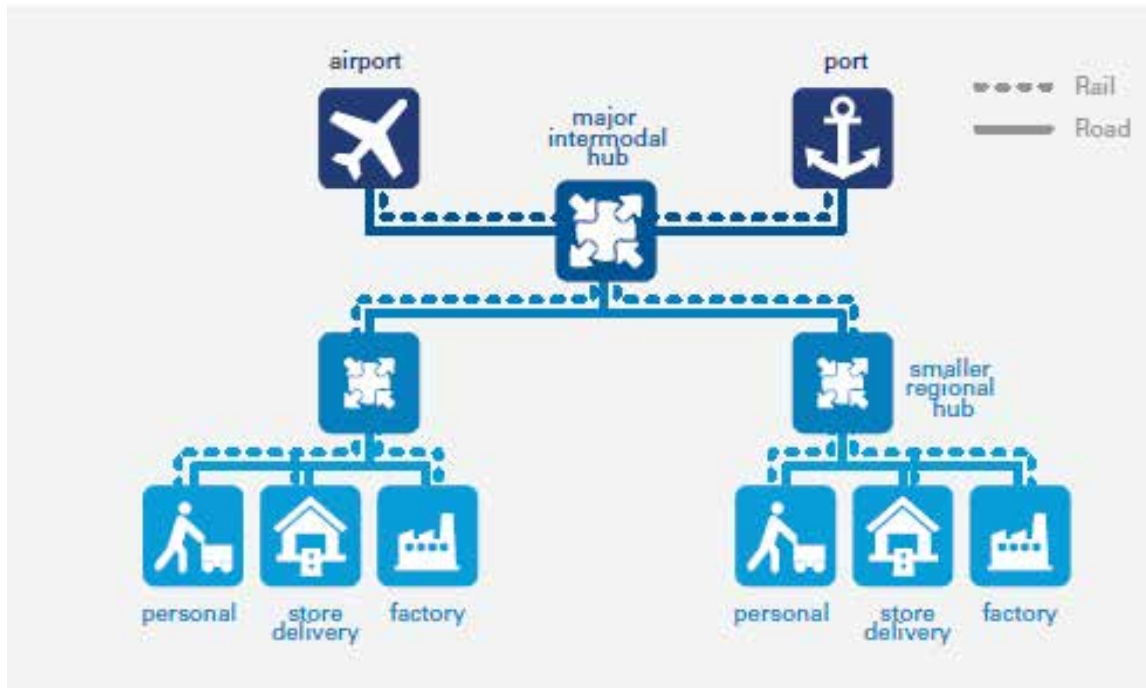 airport
port
Rail
Road
major
intermodal
hub
smaller
regional
hub
personal
store
delivery
factory
personal
store
delivery
factory